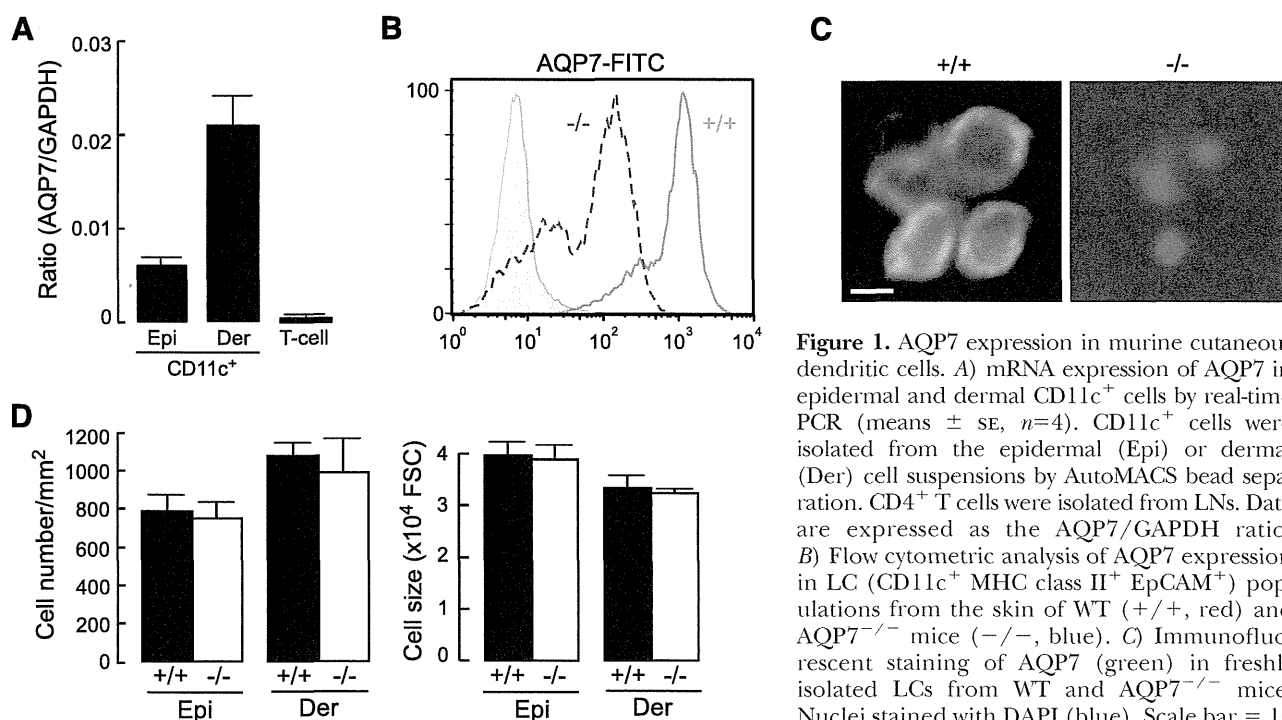 A
Ratio (AQP7/GAPDH)
0.03
0.02
0.01
0
Epi Der T-cell
CD11c⁺
B
AQP7-FITC
100
0
-/-
+/+
10⁰ 10¹ 10² 10³ 10⁴
C
+/+ -/-
D
Cell number/mm²
1200
1000
800
600
400
200
0
+/+ -/- +/+ -/-
Epi Der
Cell size (x10⁴ FSC)
4
3
2
1
0
+/+ -/- +/+ -/-
Epi Der
Figure 1. AQP7 expression in murine cutaneou
dendritic cells. A) mRNA expression of AQP7 in
epidermal and dermal CD11c⁺ cells by real-tim
PCR (means ± SE, n=4). CD11c⁺ cells wer
isolated from the epidermal (Epi) or derma
(Der) cell suspensions by AutoMACS bead sepa
ration. CD4⁺ T cells were isolated from LNs. Dat
are expressed as the AQP7/GAPDH ratio
B) Flow cytometric analysis of AQP7 expression
in LC (CD11c⁺ MHC class II⁺ EpCAM⁺) pop
ulations from the skin of WT (+/+, red) an
AQP7⁻/⁻ mice (−/−, blue). C) Immunofluo
rescent staining of AQP7 (green) in freshl
isolated LCs from WT and AQP7⁻/⁻ mice
Nuclei stained with DAPI (blue). Scale bar = 1